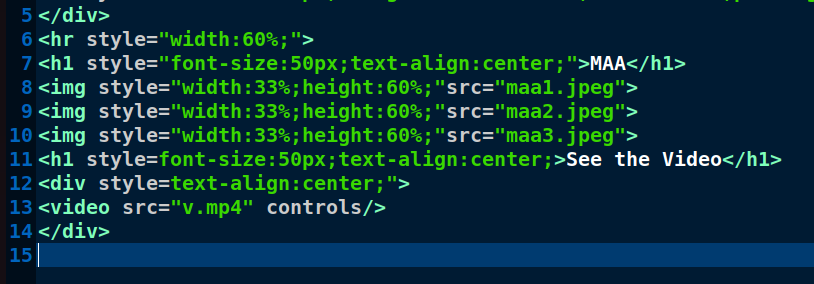 5 </div>
6 <hr style="width:60%;">
7 <h1 style="font-size:50px;text-align:center;">MAA</h1>
8 <img style="width:33%;height:60%;"src="maa1.jpeg">
9 <img style="width:33%;height:60%;"src="maa2.jpeg">
10 <img style="width:33%;height:60%;"src="maa3.jpeg">
11 <h1 style=font-size:50px;text-align:center;>See the Video</h1>
12 <div style=text-align:center;">
13 <video src="v.mp4" controls/>
14 </div>
15